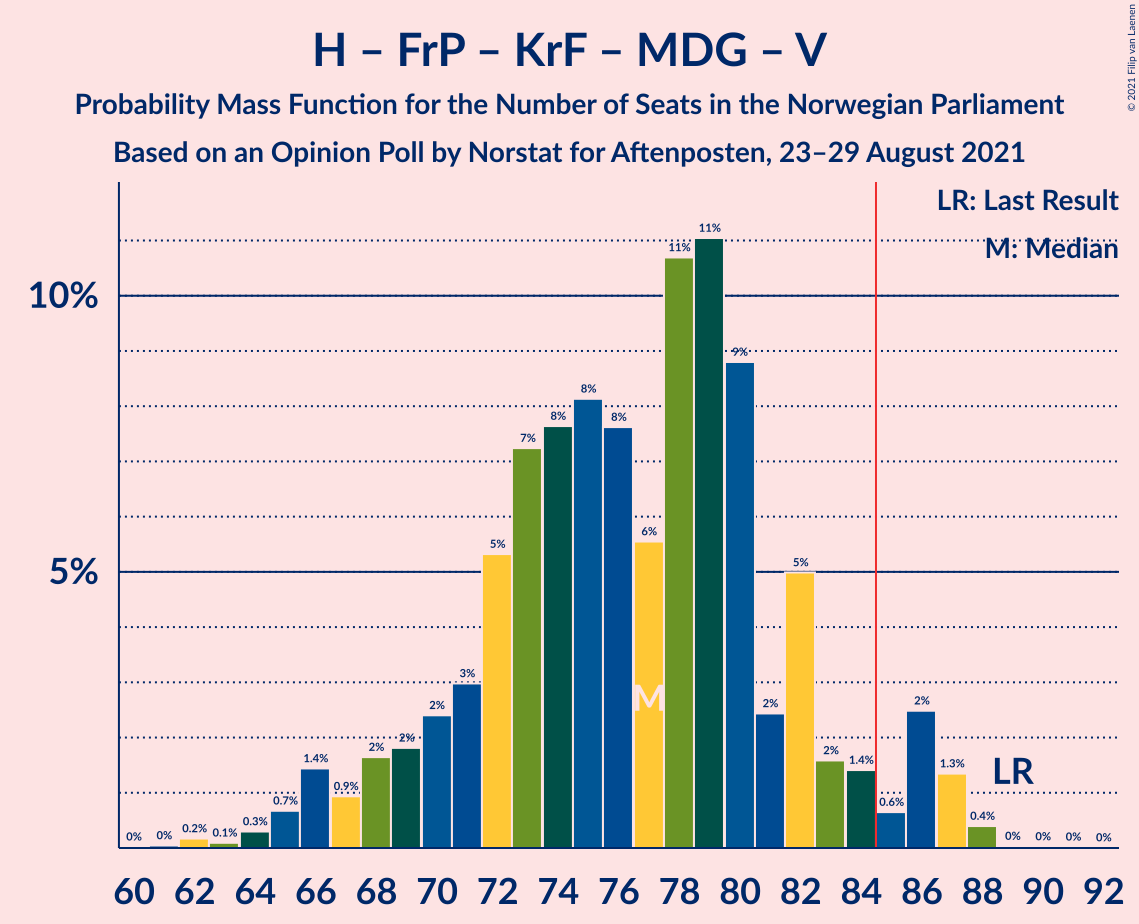 H – FrP – KrF – MDG – V
Probability Mass Function for the Number of Seats in the Norwegian Parliament
Based on an Opinion Poll by Norstat for Aftenposten, 23–29 August 2021
© 2021 Filip van Laenen
LR: Last Result
M: Median
10%
5%
0% 0% 0.2% 0.1% 0.3% 0.7% 1.4% 0.9% 2% 2% 2% 3% 5% 7% 8% 8% 8% 6% 11% 11% 9% 2% 5% 2% 1.4% 0.6% 2% 1.3% 0.4% 0% 0% 0% 0%
M
LR
60 62 64 66 68 70 72 74 76 78 80 82 84 86 88 90 92